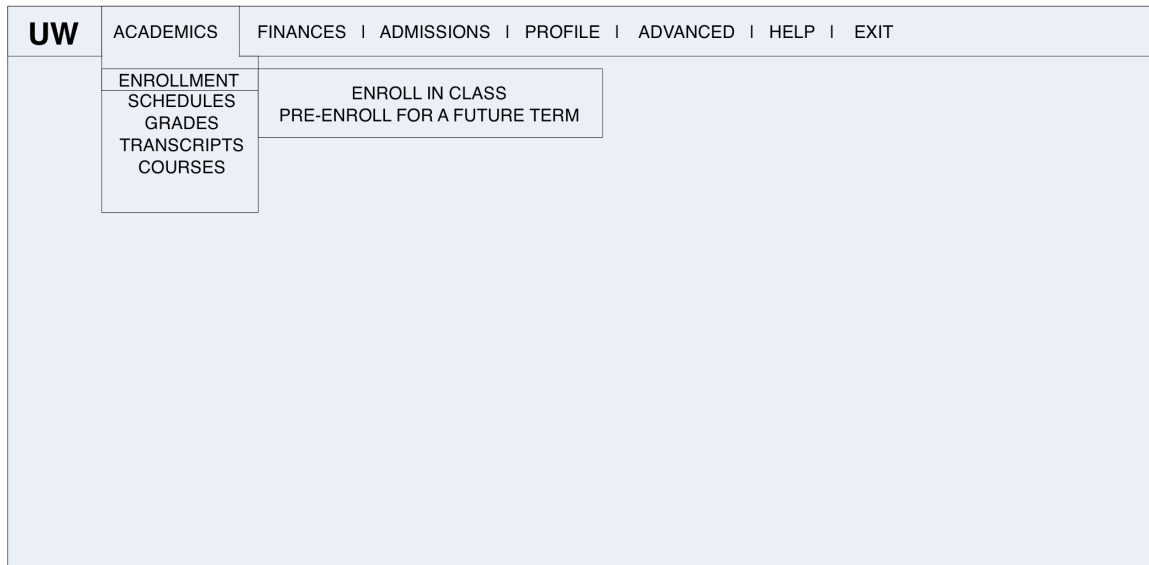 UW ACADEMICS FINANCES | ADMISSIONS | PROFILE | ADVANCED | HELP | EXIT
ENROLLMENT
SCHEDULES
GRADES
TRANSCRIPTS
COURSES
ENROLL IN CLASS
PRE-ENROLL FOR A FUTURE TERM